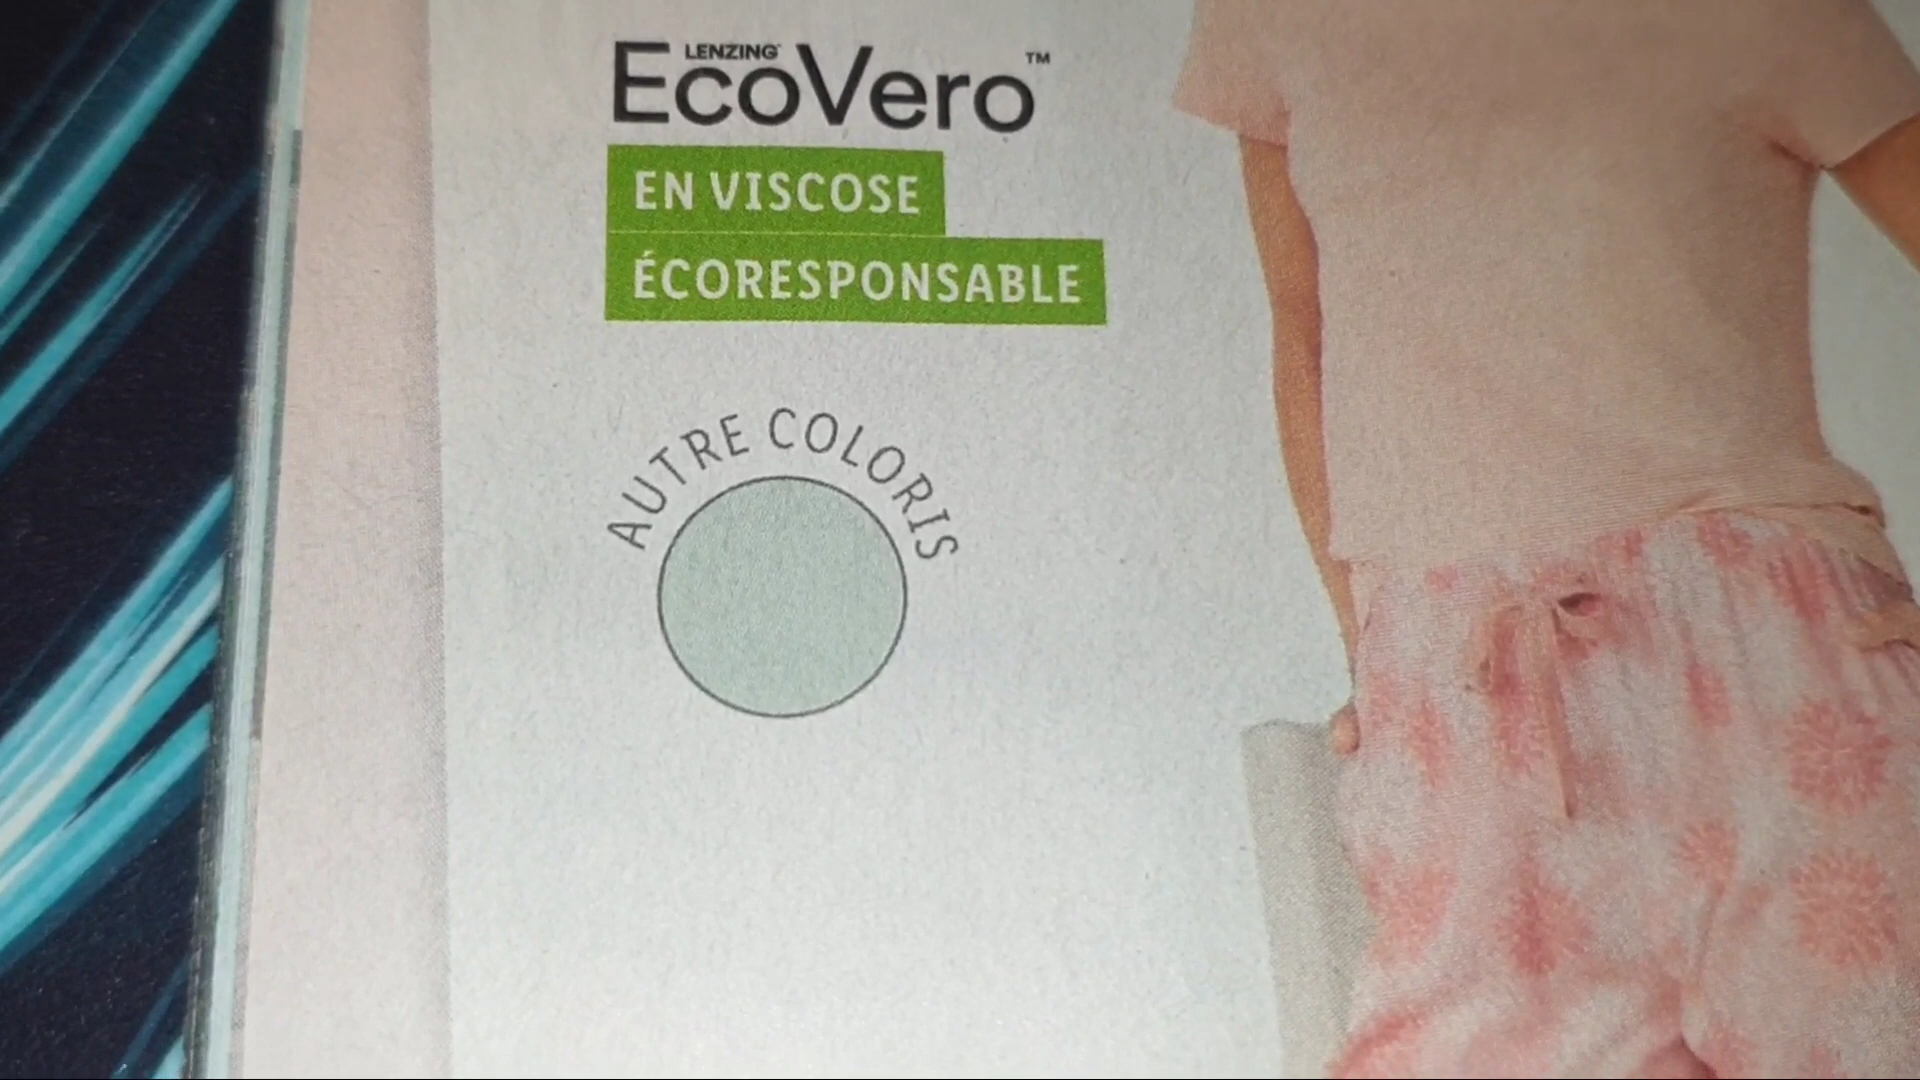 LENZING
EcoVero™
EN VISCOSE
ÉCORESPONSABLE
AUTRE COLORIS